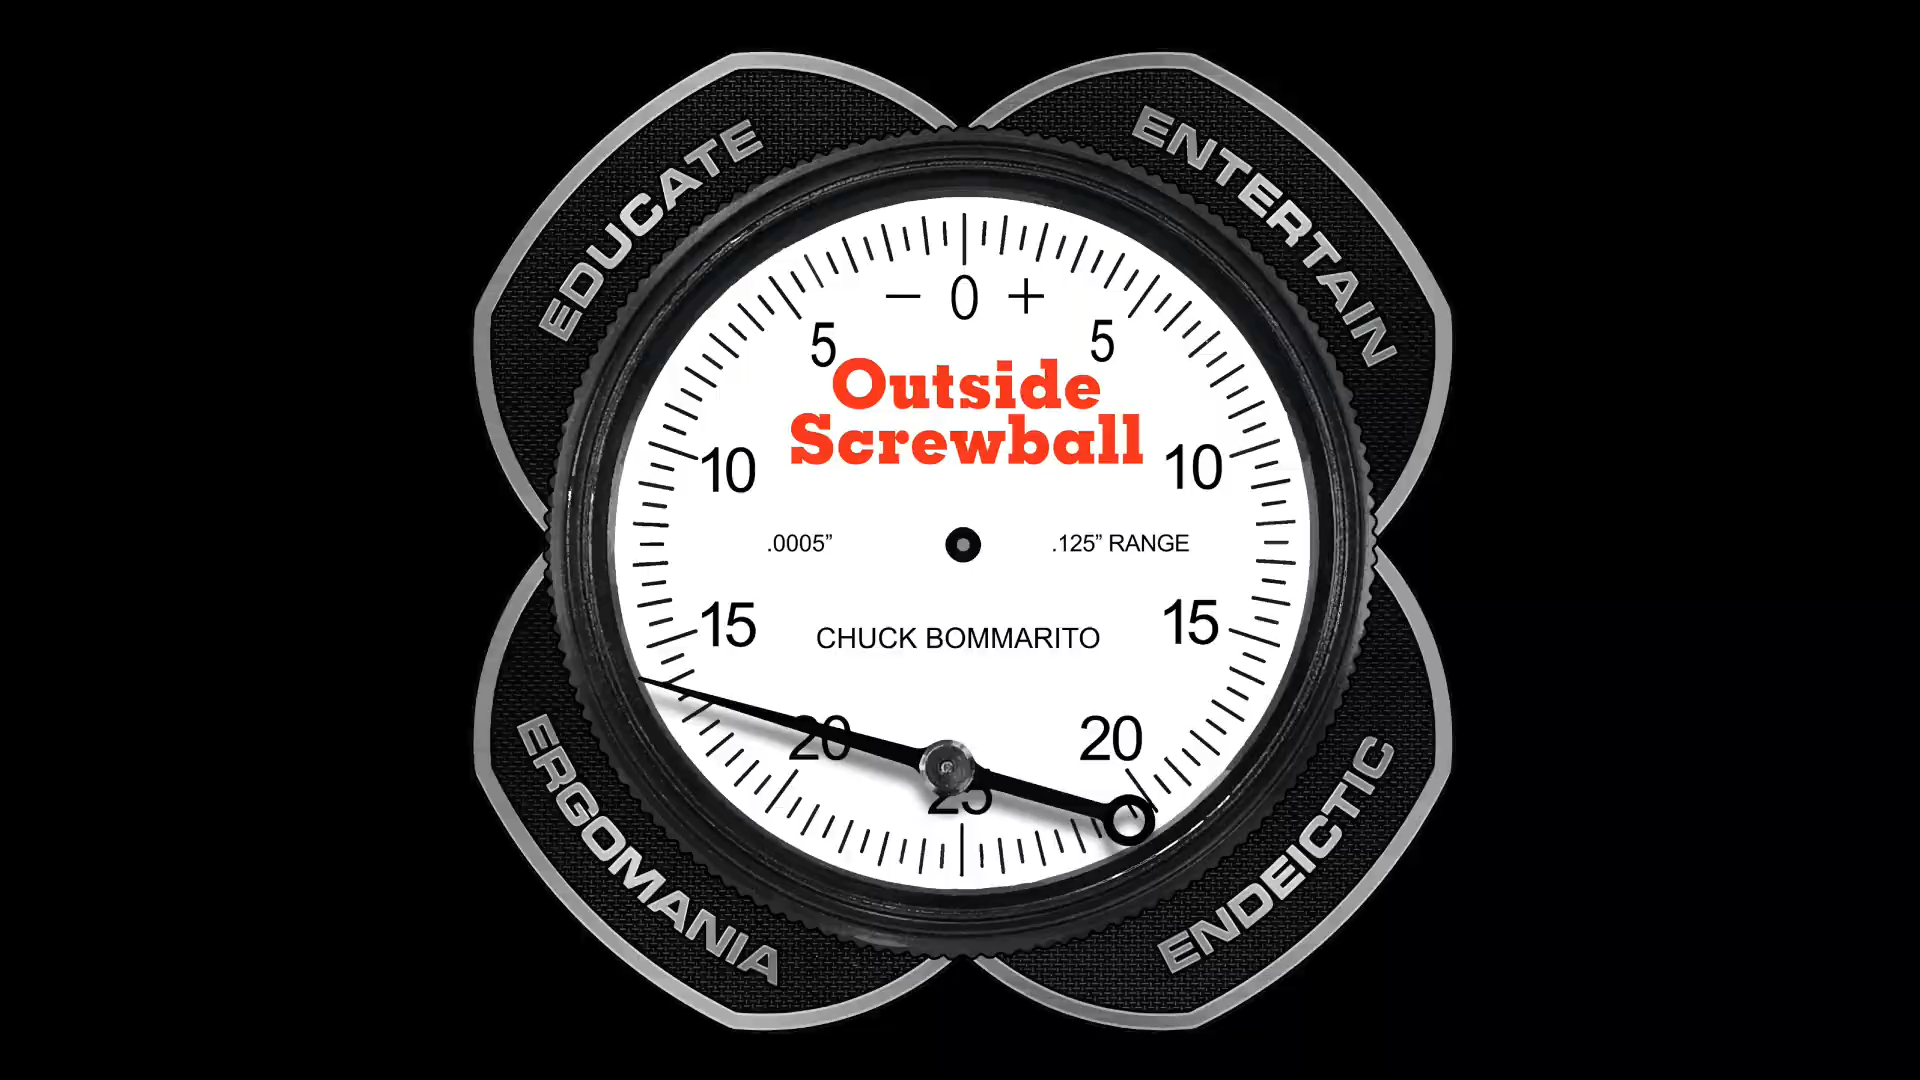 EDUCATE
ENTERTAIN
− 0 +
5 5
Outside
Screwball
10 10
.0005” .125” RANGE
15 CHUCK BOMMARITO 15
20 20
25
ERGOMANIA
ENDEICTIC